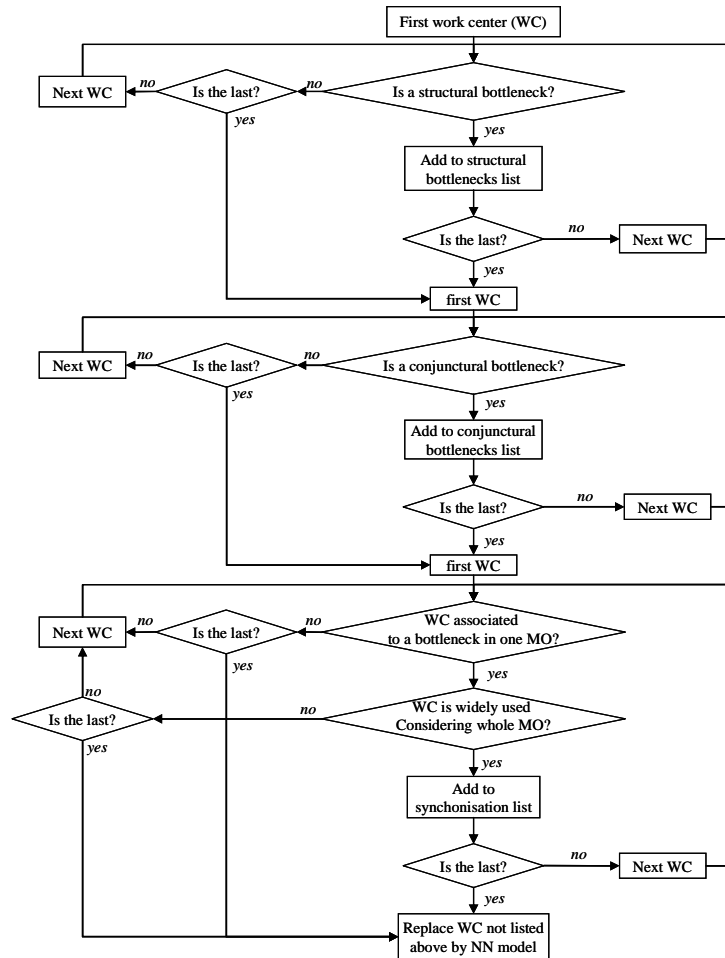 First work center (WC)
Next WC
no
Is the last?
no
Is a structural bottleneck?
yes
yes
Add to structural
bottlenecks list
Is the last?
no
Next WC
yes
first WC
Next WC
no
Is the last?
no
Is a conjunctural bottleneck?
yes
yes
Add to conjunctural
bottlenecks list
Is the last?
no
Next WC
yes
first WC
Next WC
no
Is the last?
no
WC associated
to a bottleneck in one MO?
yes
yes
no
Is the last?
yes
no
WC is widely used
Considering whole MO?
yes
Add to
synchonisation list
Is the last?
no
Next WC
yes
Replace WC not listed
above by NN model